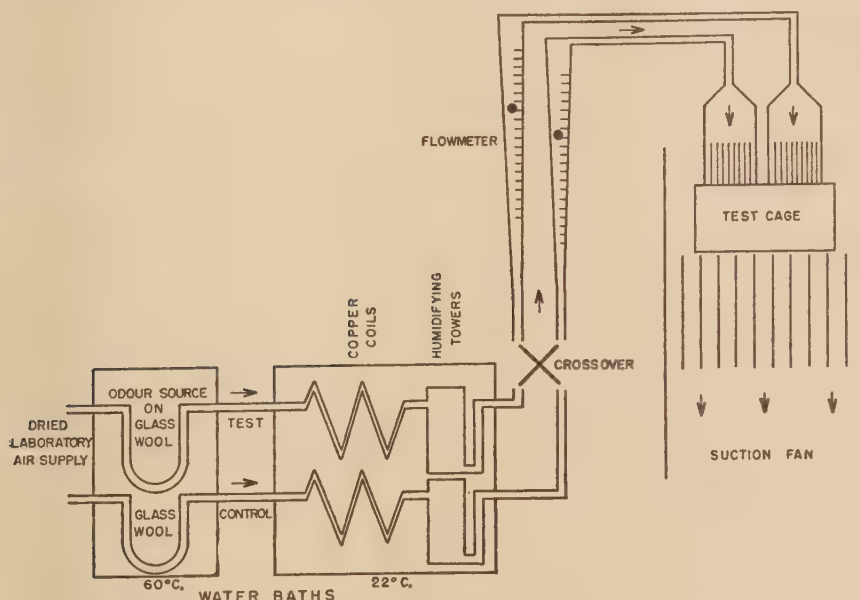 FLOWMETER
TEST CAGE
COPPER
COILS
HUMIDIFYING
TOWERS
CROSSOVER
ODOUR SOURCE
ON
GLASS
WOOL
TEST
DRIED
LABORATORY
AIR SUPPLY
GLASS
WOOL
CONTROL
SUCTION FAN
60°C.
22°C.
WATER BATHS